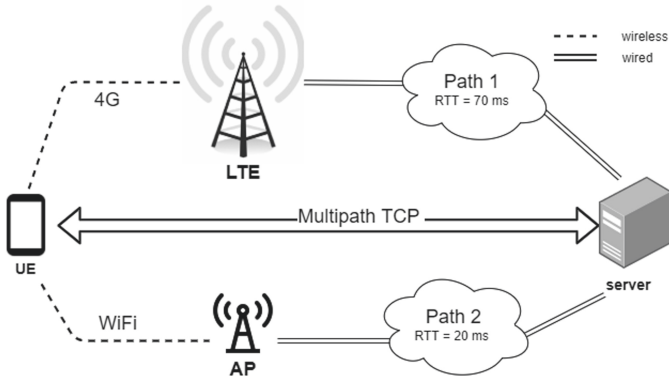 wireless
wired
Path 1
RTT = 70 ms
4G
LTE
Multipath TCP
UE
server
WiFi
Path 2
RTT = 20 ms
AP